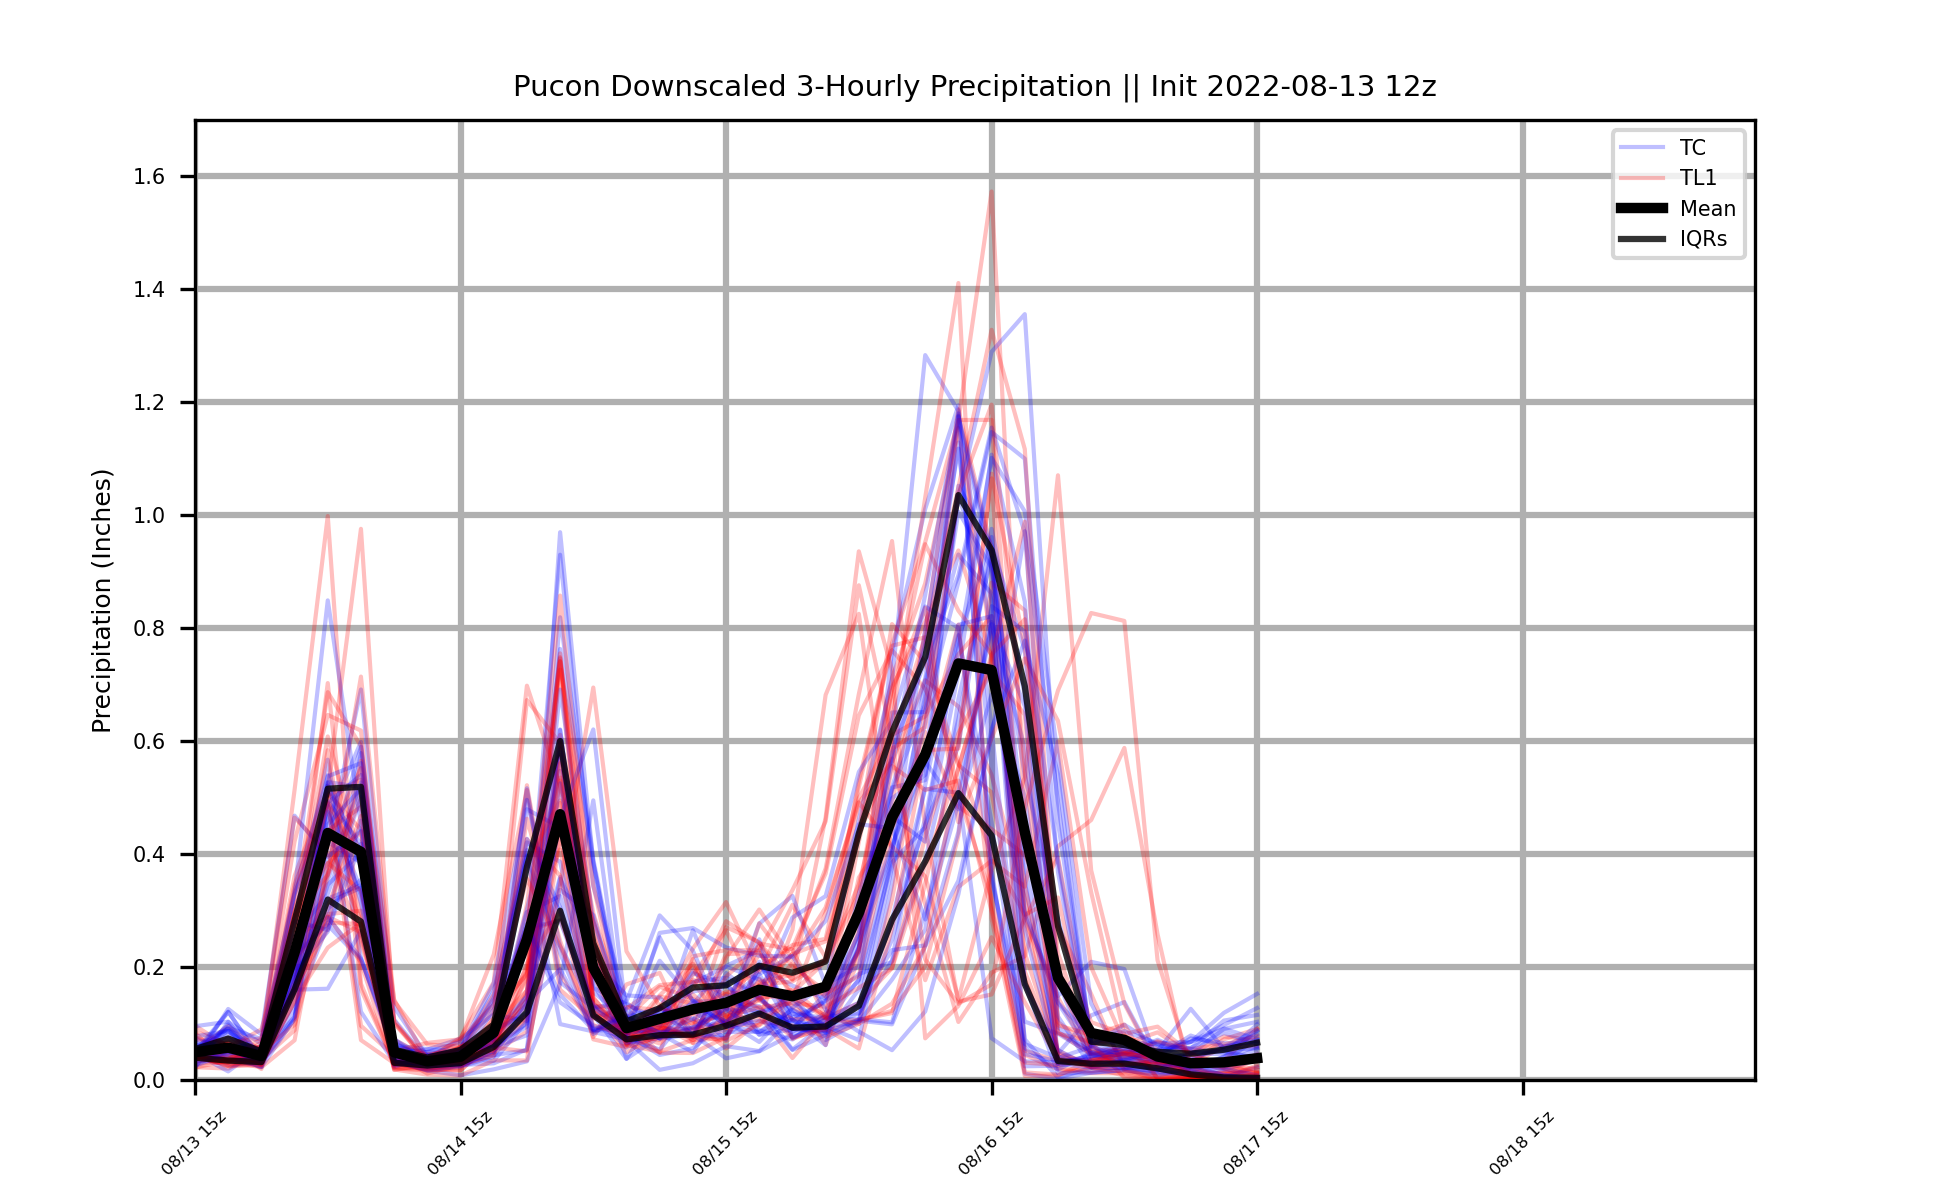 Pucon Downscaled 3-Hourly Precipitation || Init 2022-08-13 12z
TC
TL1
Mean
IQRs
Precipitation (Inches)
1.6
1.4
1.2
1.0
0.8
0.6
0.4
0.2
0.0
08/13 15z
08/14 15z
08/15 15z
08/16 15z
08/17 15z
08/18 15z